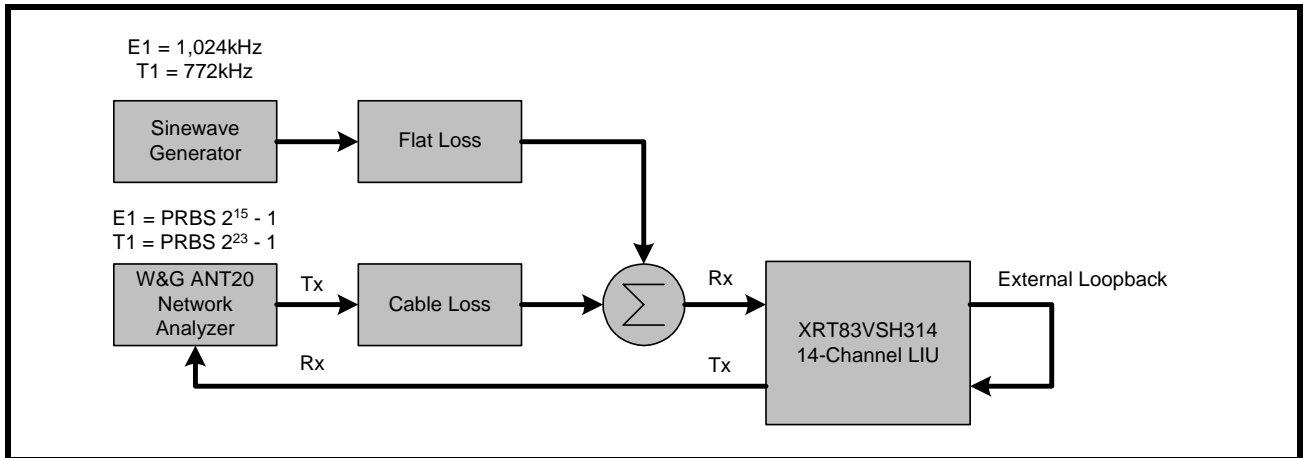 E1 = 1,024kHz
T1 = 772kHz
Sinewave
Generator
Flat Loss
E1 = PRBS 2¹⁵ - 1
T1 = PRBS 2²³ - 1
W&G ANT20
Network
Analyzer
Tx
Cable Loss
Σ
Rx
XRT83VSH314
14-Channel LIU
External Loopback
Rx
Tx